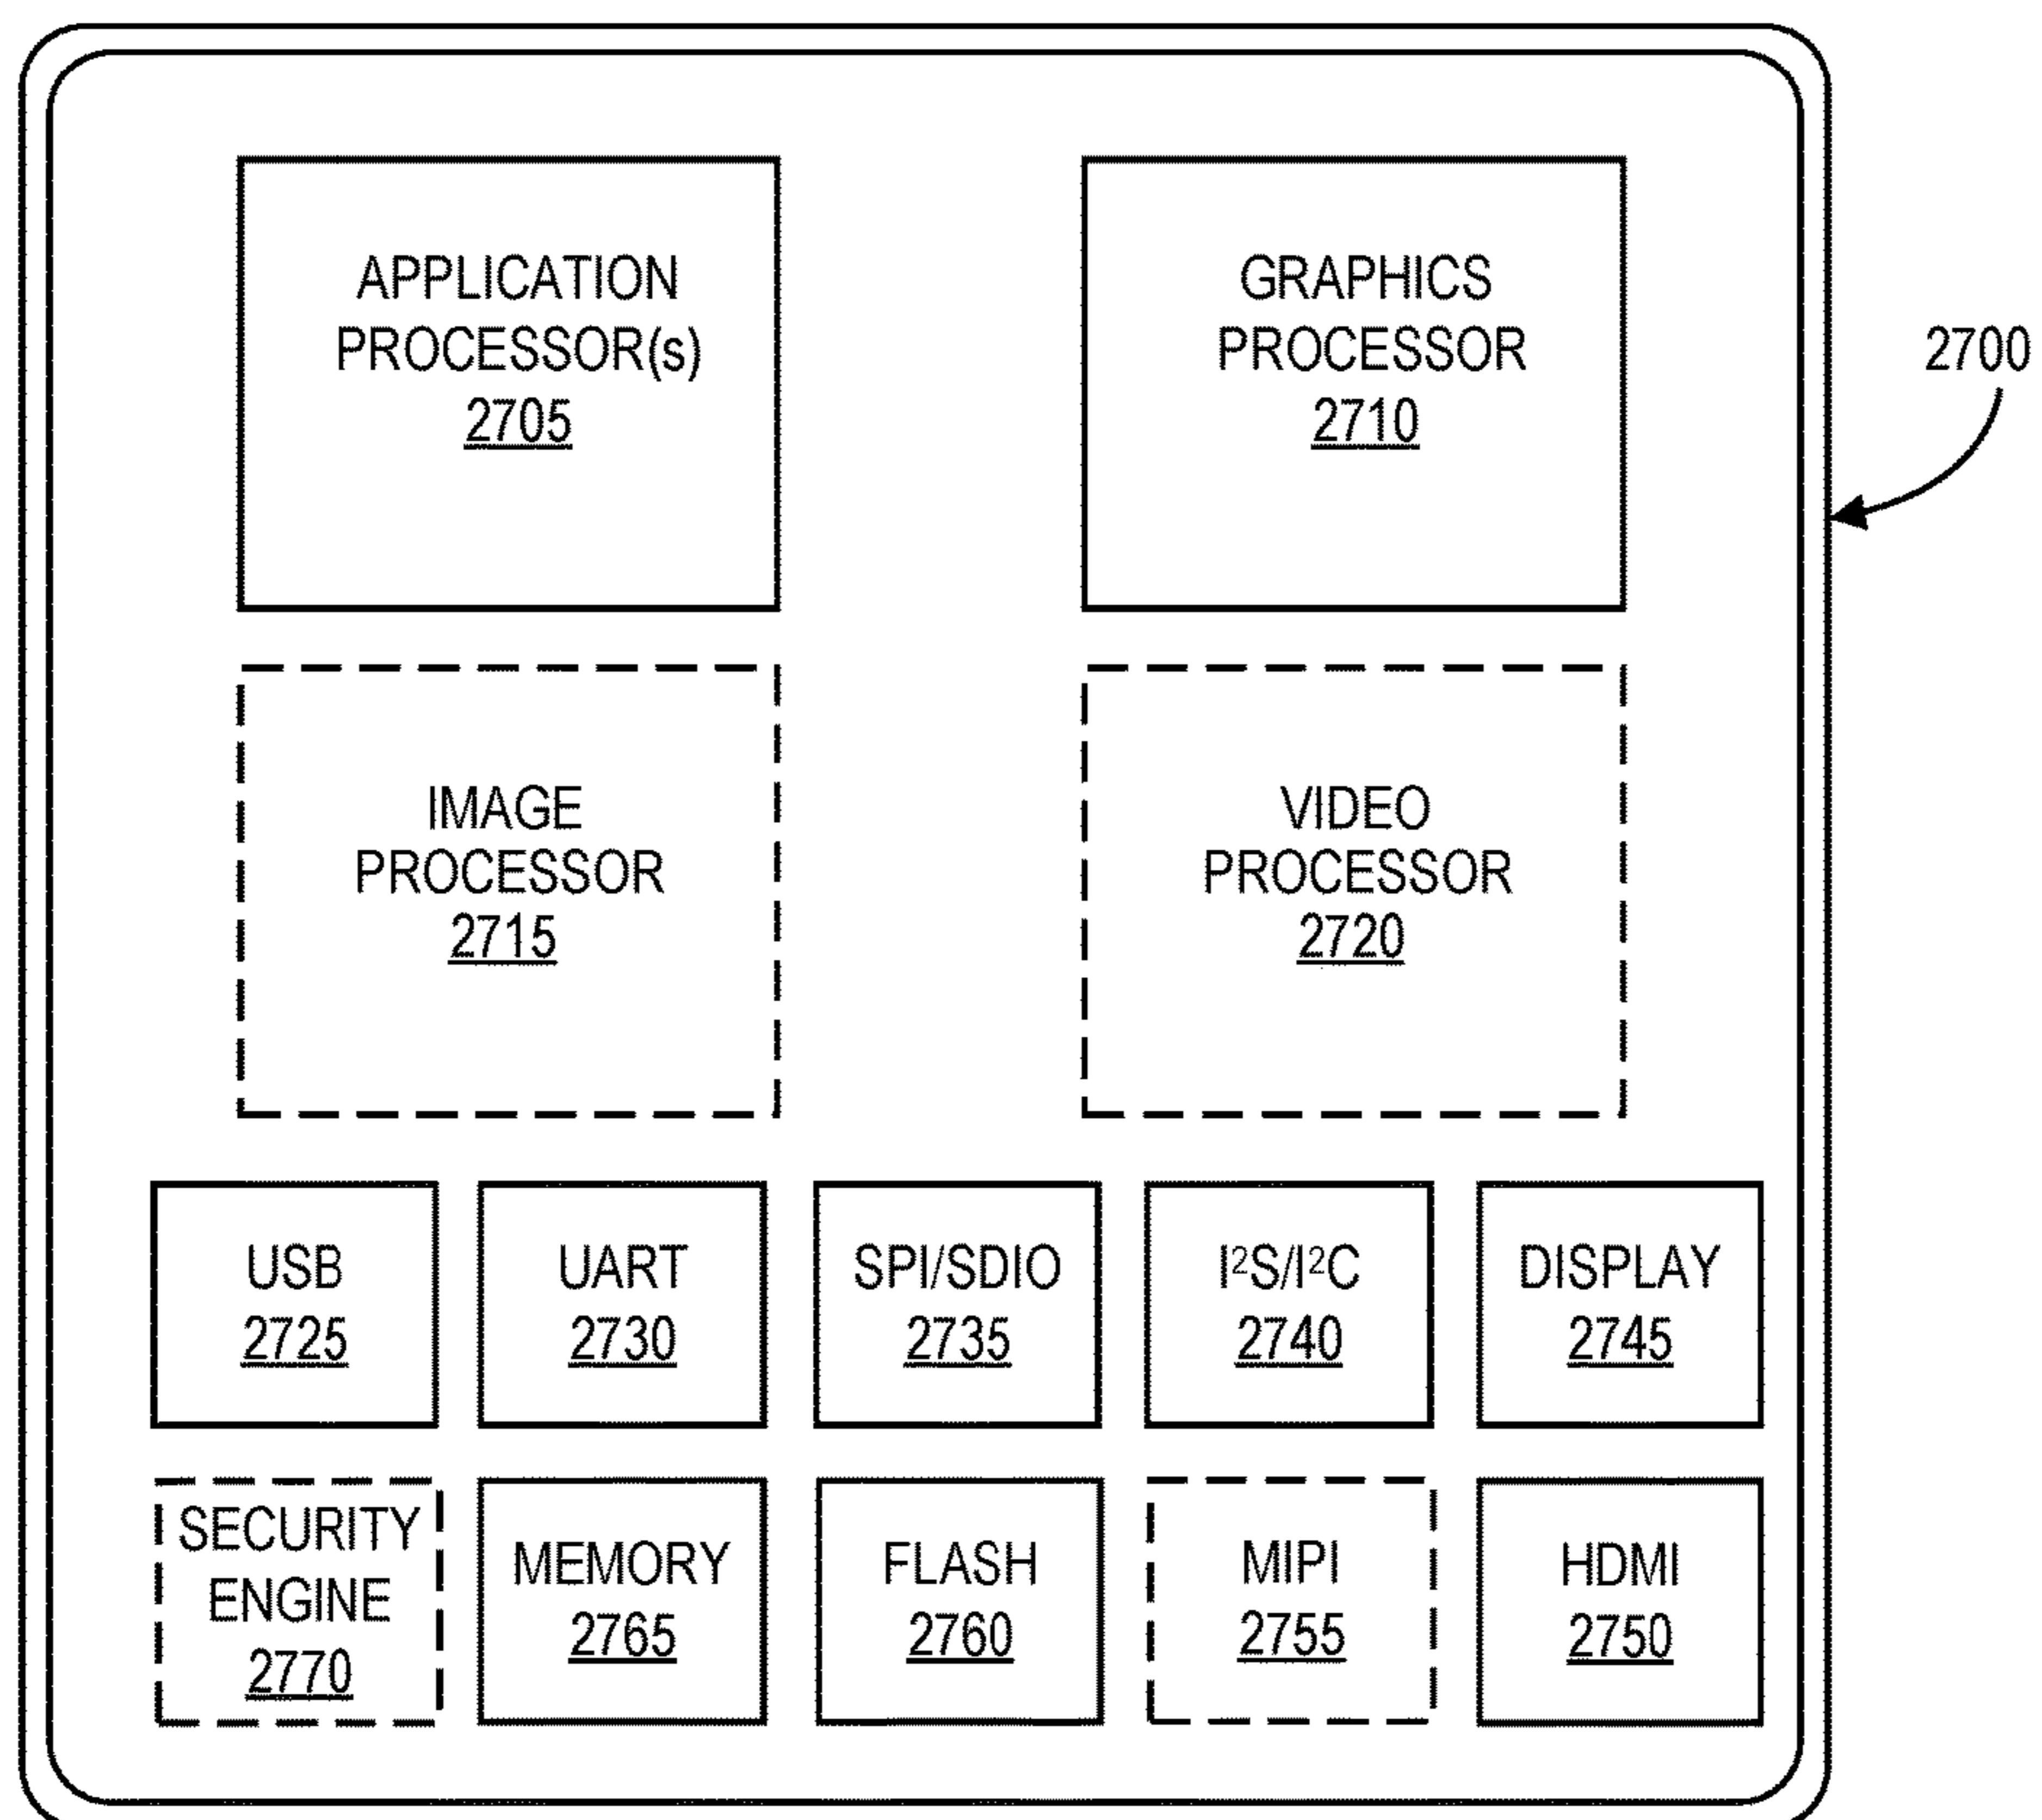 APPLICATION
PROCESSOR(s)
2705
GRAPHICS
PROCESSOR
2710
2700
IMAGE
PROCESSOR
2715
VIDEO
PROCESSOR
2720
USB
2725
UART
2730
SPI/SDIO
2735
I²S/I²C
2740
DISPLAY
2745
SECURITY
ENGINE
2770
MEMORY
2765
FLASH
2760
MIPI
2755
HDMI
2750